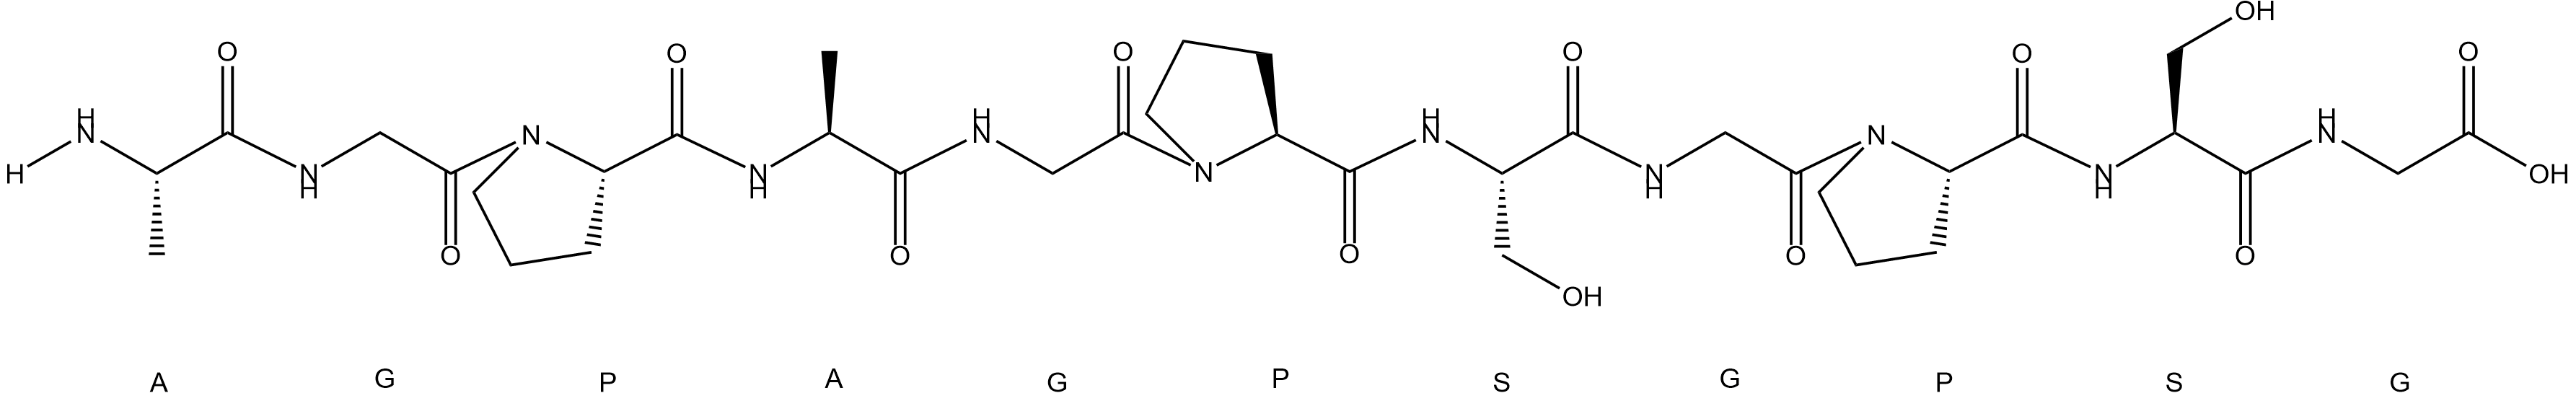 OH
O O O O O O
H H H H
N N N N N N
H N N N N N OH
H H H H
O O O O O
OH
A G P A G P S G P S G